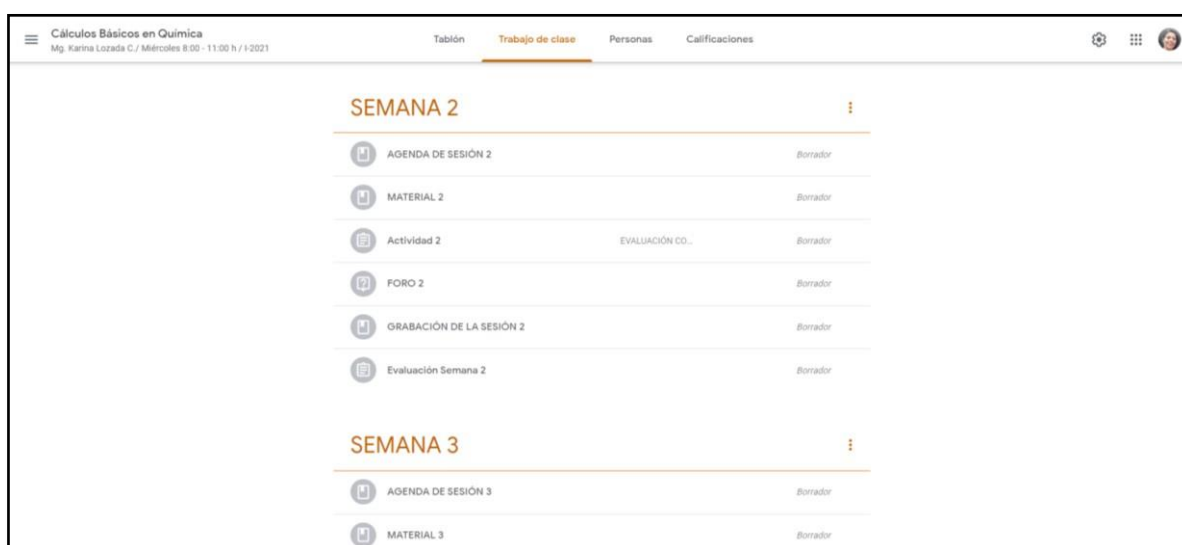 Cálculos Básicos en Química
Mg. Karina Lozada C./ Miércoles 8:00 - 11:00 h / I-2021
Tablón Trabajo de clase Personas Calificaciones
SEMANA 2
AGENDA DE SESIÓN 2 Borrador
MATERIAL 2 Borrador
Actividad 2 EVALUACIÓN CO... Borrador
FORO 2 Borrador
GRABACIÓN DE LA SESIÓN 2 Borrador
Evaluación Semana 2 Borrador
SEMANA 3
AGENDA DE SESIÓN 3 Borrador
MATERIAL 3 Borrador